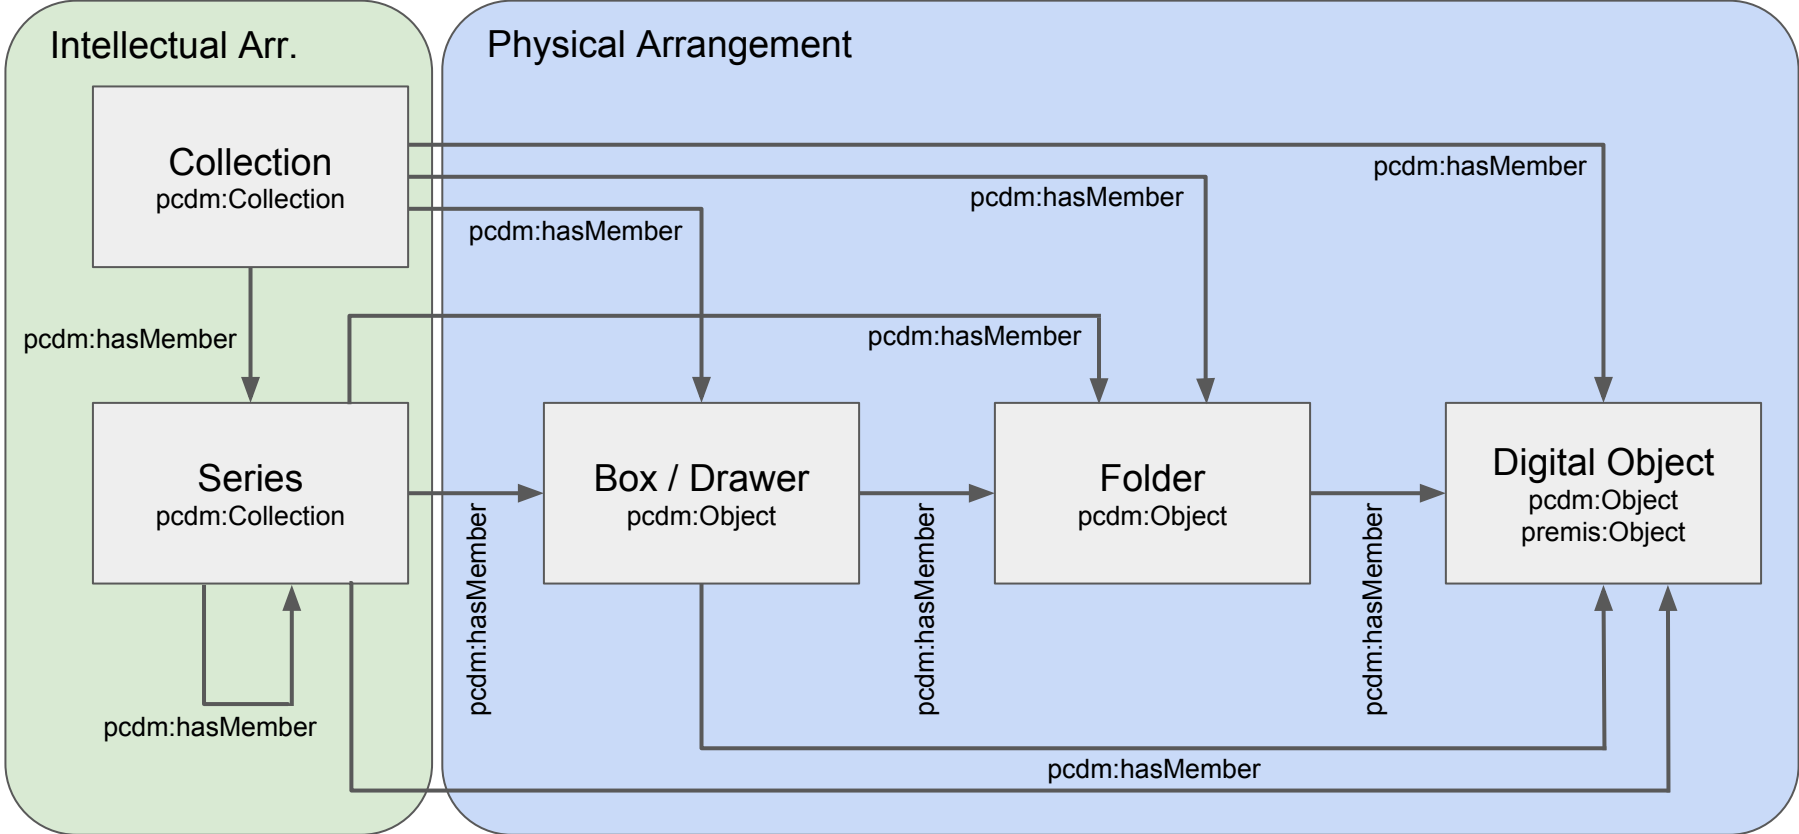 Intellectual Arr.
Physical Arrangement
Collection
pcdm:Collection
pcdm:hasMember
pcdm:hasMember
pcdm:hasMember
pcdm:hasMember
pcdm:hasMember
Series
pcdm:Collection
Box / Drawer
pcdm:Object
Folder
pcdm:Object
Digital Object
pcdm:Object
premis:Object
pcdm:hasMember
pcdm:hasMember
pcdm:hasMember
pcdm:hasMember
pcdm:hasMember